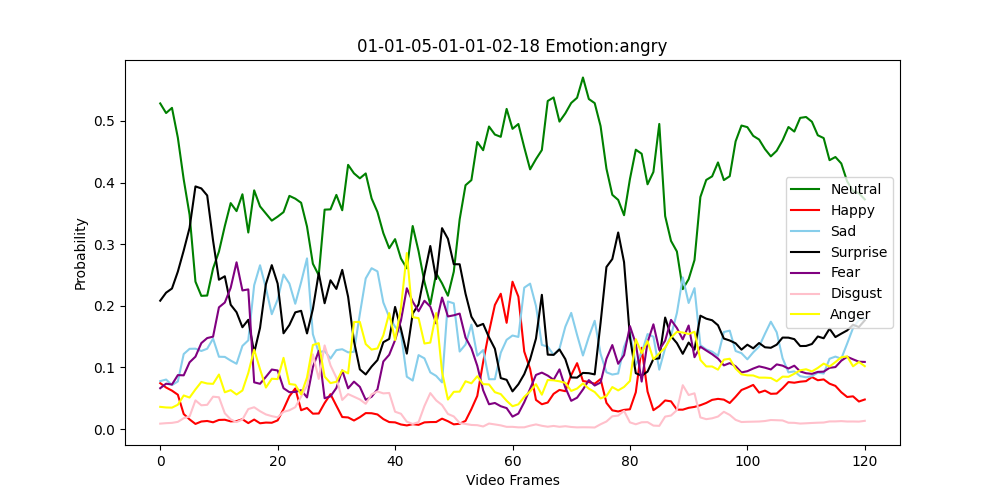 01-01-05-01-01-02-18 Emotion:angry
Probability
0.5
0.4
0.3
0.2
0.1
0.0
Neutral
Happy
Sad
Surprise
Fear
Disgust
Anger
0 20 40 60 80 100 120
Video Frames